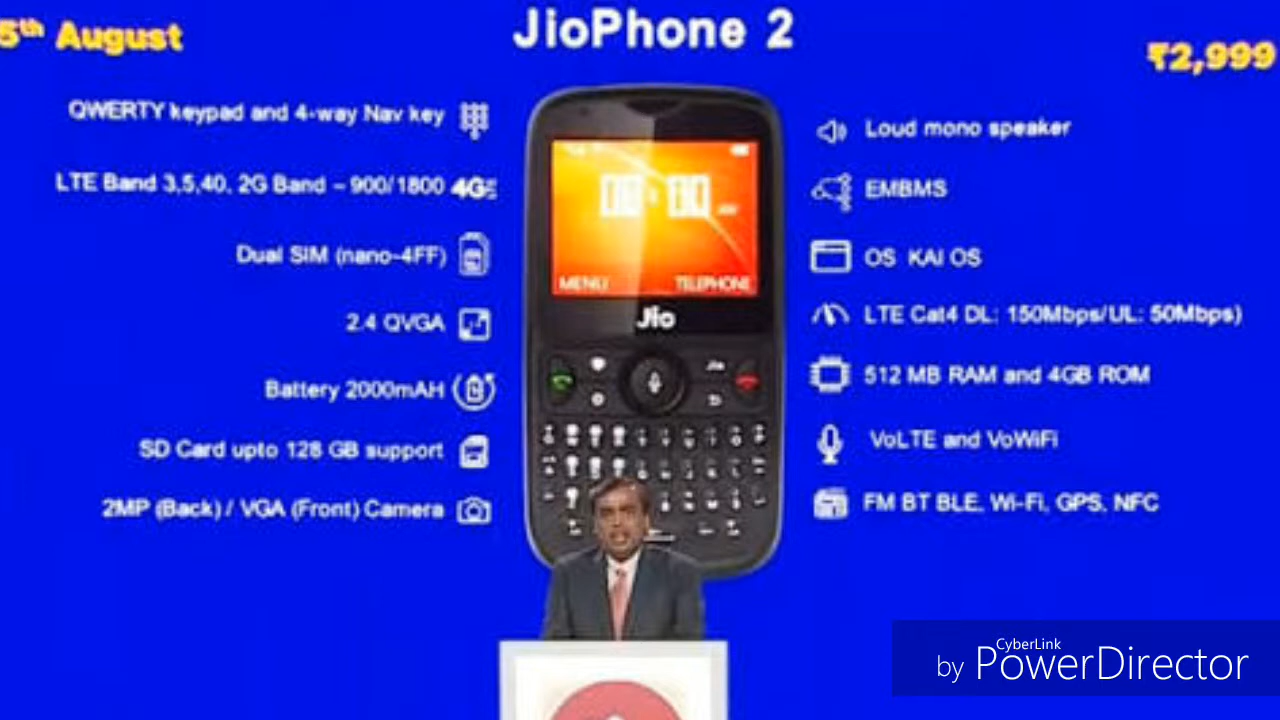 JioPhone 2
5th August
₹2,999
QWERTY keypad and 4-way Nav key
LTE Band 3,5,40, 2G Band – 900/1800 4G
Dual SIM (nano-4FF)
2.4 QVGA
Battery 2000mAH
SD Card upto 128 GB support
2MP (Back) / VGA (Front) Camera
MENU TELEPHONE
Jio
Jio
Loud mono speaker
EMBMS
OS KAI OS
LTE Cat4 DL: 150Mbps/UL: 50Mbps)
512 MB RAM and 4GB ROM
VoLTE and VoWiFi
FM BT BLE, Wi-Fi, GPS, NFC
CyberLink
by PowerDirector